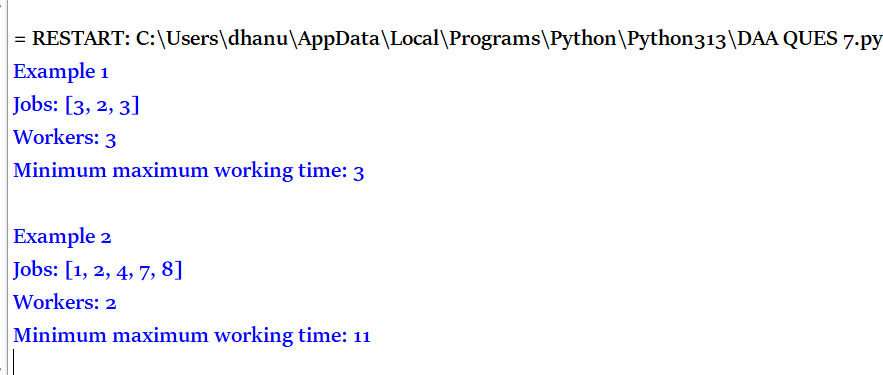 = RESTART: C:\Users\dhanu\AppData\Local\Programs\Python\Python313\DAA QUES 7.py
Example 1
Jobs: [3, 2, 3]
Workers: 3
Minimum maximum working time: 3
Example 2
Jobs: [1, 2, 4, 7, 8]
Workers: 2
Minimum maximum working time: 11